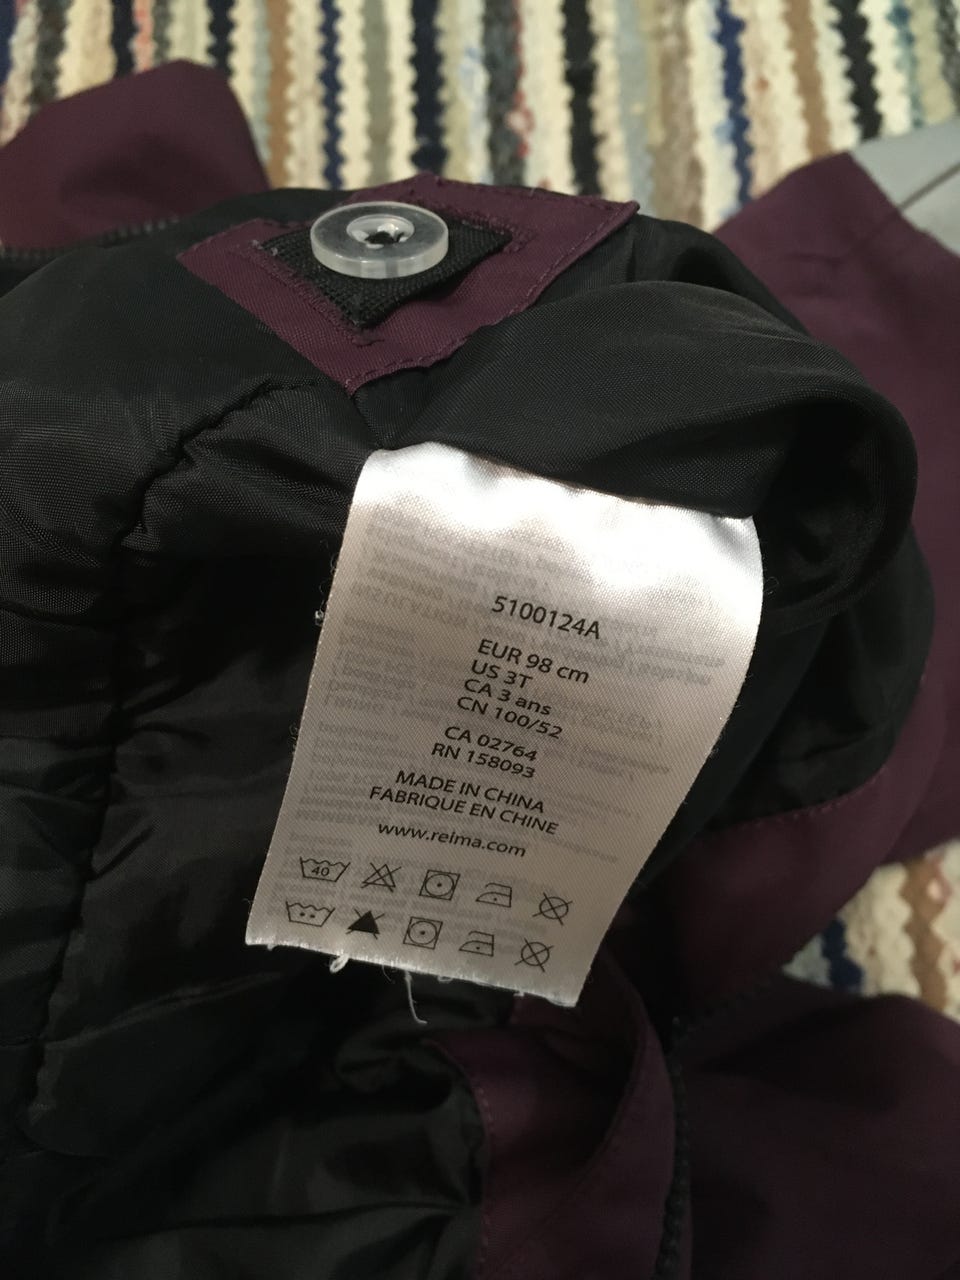 5100124A
EUR 98 cm
US 3T
CA 3 ans
CN 100/52
CA 02764
RN 158093
MADE IN CHINA
FABRIQUE EN CHINE
www.reima.com
40